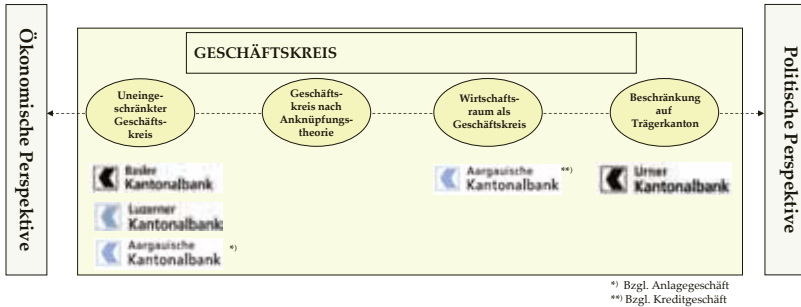 Ökonomische Perspektive
GESCHÄFTSKREIS
Uneinge-
schränkter
Geschäfts-
kreis
Geschäfts-
kreis nach
Anknüpfungs-
theorie
Wirtschafts-
raum als
Geschäftskreis
Beschränkung
auf
Trägerkanton
Basler
Kantonalbank
Luzerner
Kantonalbank
Aargauische
Kantonalbank *)
Aargauische
Kantonalbank **)
Urner
Kantonalbank
Politische Perspektive
*) Bzgl. Anlagegeschäft
**) Bzgl. Kreditgeschäft